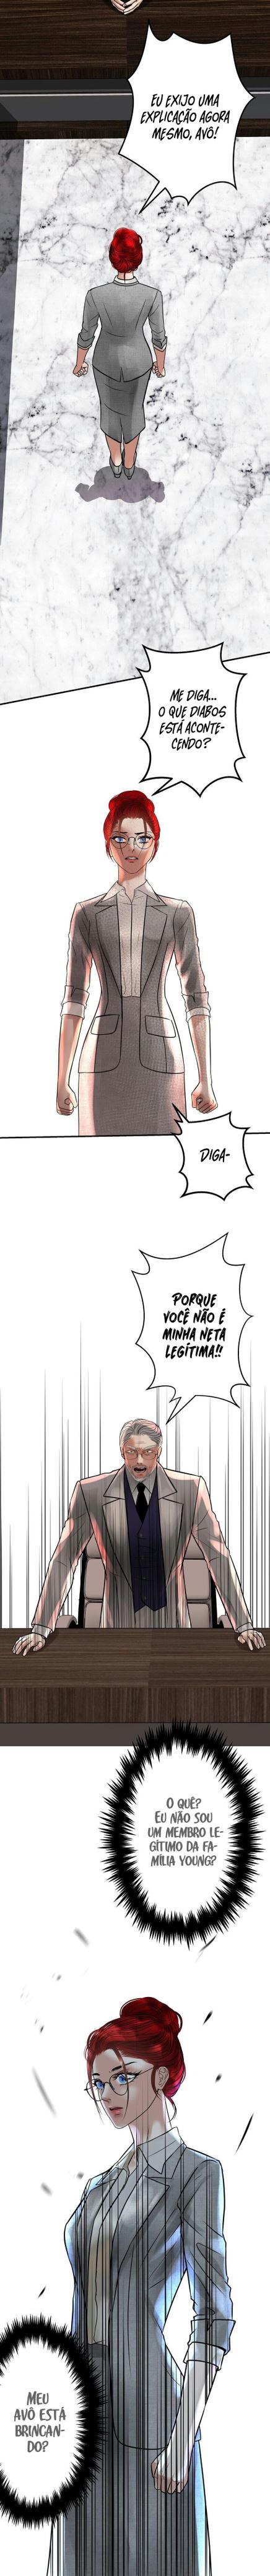 EU EXIJO UMA
EXPLICAÇÃO AGORA
MESMO, AVÔ!
ME DIGA...
O QUE DIABOS
ESTÁ ACONTE-
CENDO?
DIGA-
PORQUE
VOCÊ NÃO É
MINHA NETA
LEGÍTIMA!!
O QUÊ?
EU NÃO SOU
UM MEMBRO LE-
GÍTIMO DA FA-
MÍLIA YOUNG?
MEU
AVÔ ESTÁ
BRINCAN-
DO?